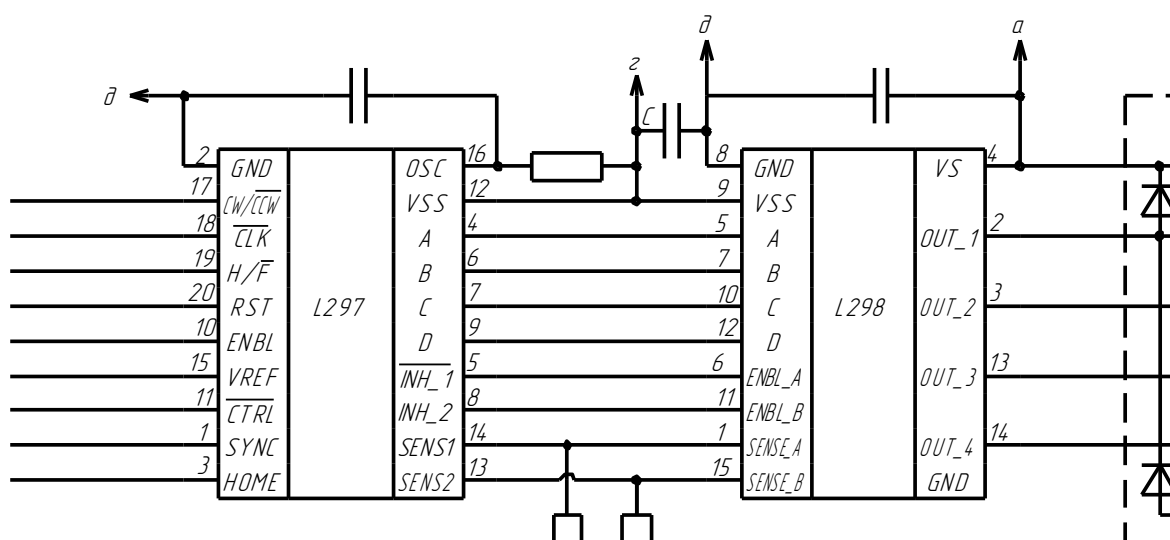 д а
д г С
2 GND OSC 16 8 GND VS 4
17 CW/CCW VSS 12 9 VSS
18 CLK A 4 5 A OUT_1 2
19 H/F B 6 7 B
20 RST L297 C 7 10 C L298 OUT_2 3
10 ENBL D 9 12 D
15 VREF INH_1 5 6 ENBL_A OUT_3 13
11 CTRL INH_2 8 11 ENBL_B
1 SYNC SENS1 14 1 SENSE_A OUT_4 14
3 HOME SENS2 13 15 SENSE_B GND